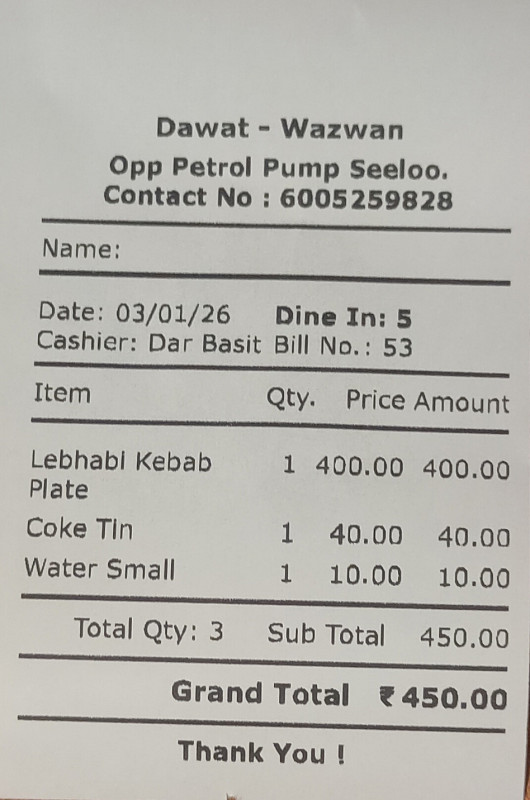 Dawat - Wazwan
Opp Petrol Pump Seeloo.
Contact No : 6005259828
Name:
Date: 03/01/26 Dine In: 5
Cashier: Dar Basit Bill No.: 53
Item Qty. Price Amount
Lebhabi Kebab 1 400.00 400.00
Plate
Coke Tin 1 40.00 40.00
Water Small 1 10.00 10.00
Total Qty: 3 Sub Total 450.00
Grand Total ₹450.00
Thank You !